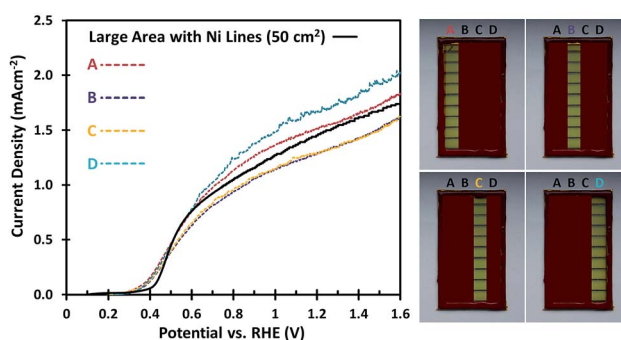 Large Area with Ni Lines (50 cm²)
A
B
C
D
Current Density (mAcm⁻²)
2.5
2.0
1.5
1.0
0.5
0.0
0 0.2 0.4 0.6 0.8 1 1.2 1.4 1.6
Potential vs. RHE (V)
A B C D
A B C D
A B C D
A B C D